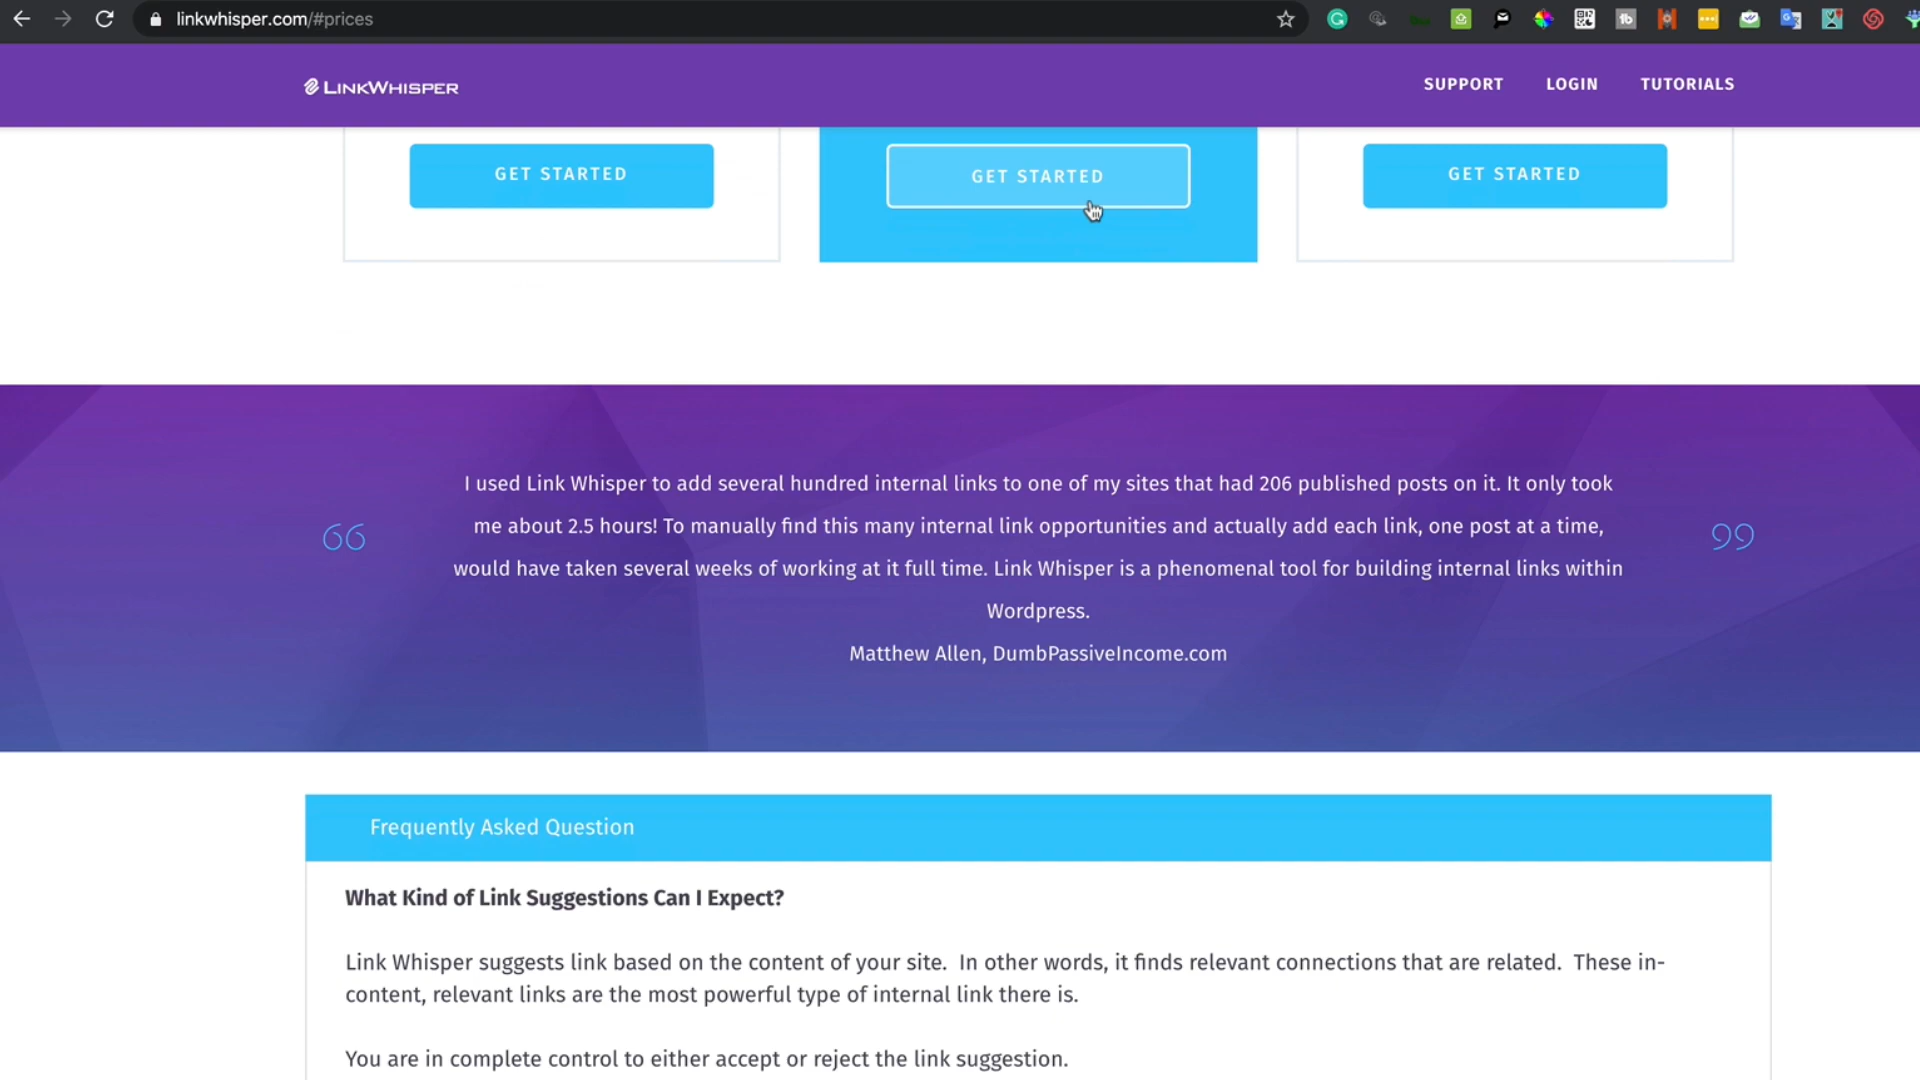 linkwhisper.com/#prices
LINKWHISPER
SUPPORT LOGIN TUTORIALS
GET STARTED GET STARTED GET STARTED
I used Link Whisper to add several hundred internal links to one of my sites that had 206 published posts on it. It only took
me about 2.5 hours! To manually find this many internal link opportunities and actually add each link, one post at a time,
would have taken several weeks of working at it full time. Link Whisper is a phenomenal tool for building internal links within
Wordpress.
Matthew Allen, DumbPassiveIncome.com
Frequently Asked Question
What Kind of Link Suggestions Can I Expect?
Link Whisper suggests link based on the content of your site. In other words, it finds relevant connections that are related. These in-
content, relevant links are the most powerful type of internal link there is.
You are in complete control to either accept or reject the link suggestion.